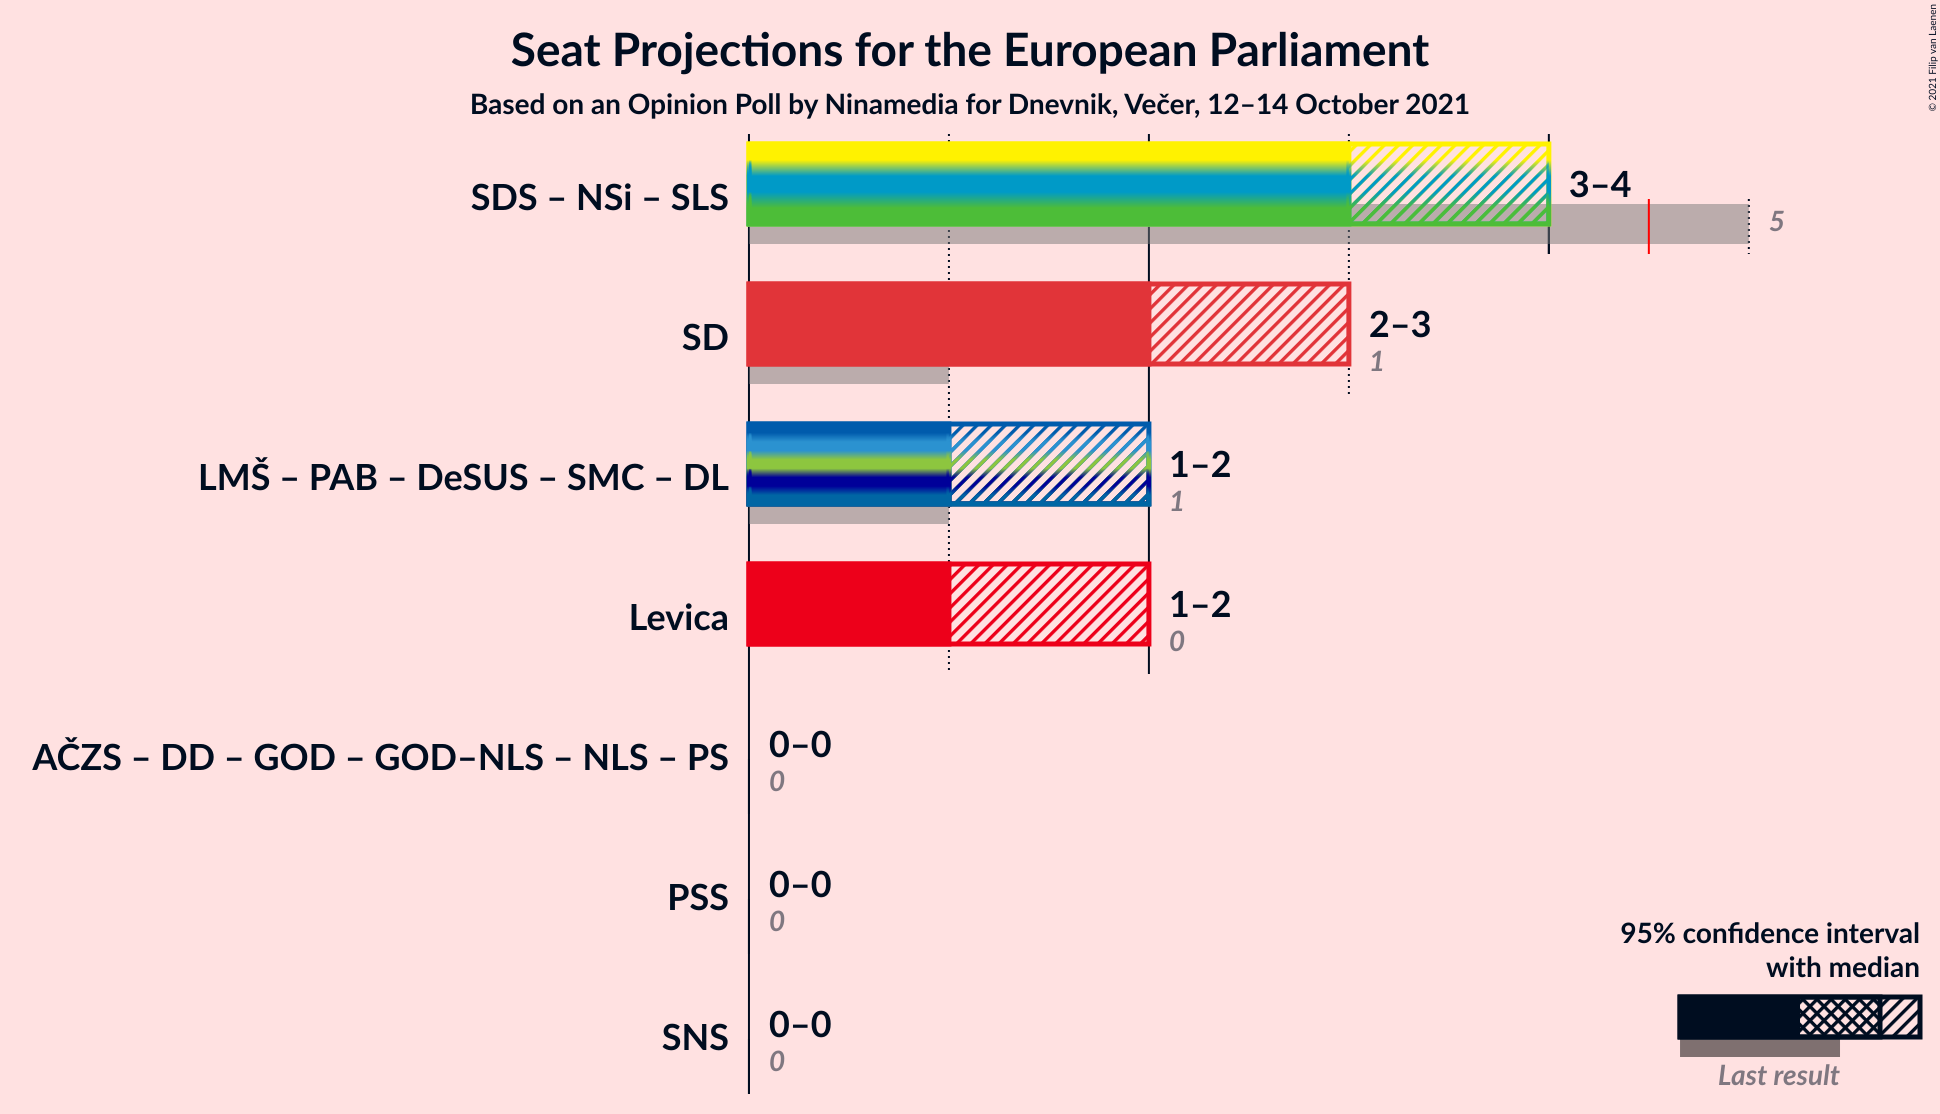 Seat Projections for the European Parliament
Based on an Opinion Poll by Ninamedia for Dnevnik, Večer, 12–14 October 2021
© 2021 Filip van Laenen
SDS – NSi – SLS
3–4
5
SD
2–3
1
LMŠ – PAB – DeSUS – SMC – DL
1–2
1
Levica
1–2
0
AČZS – DD – GOD – GOD–NLS – NLS – PS
0–0
0
PSS
0–0
0
SNS
0–0
0
95% confidence interval
with median
Last result